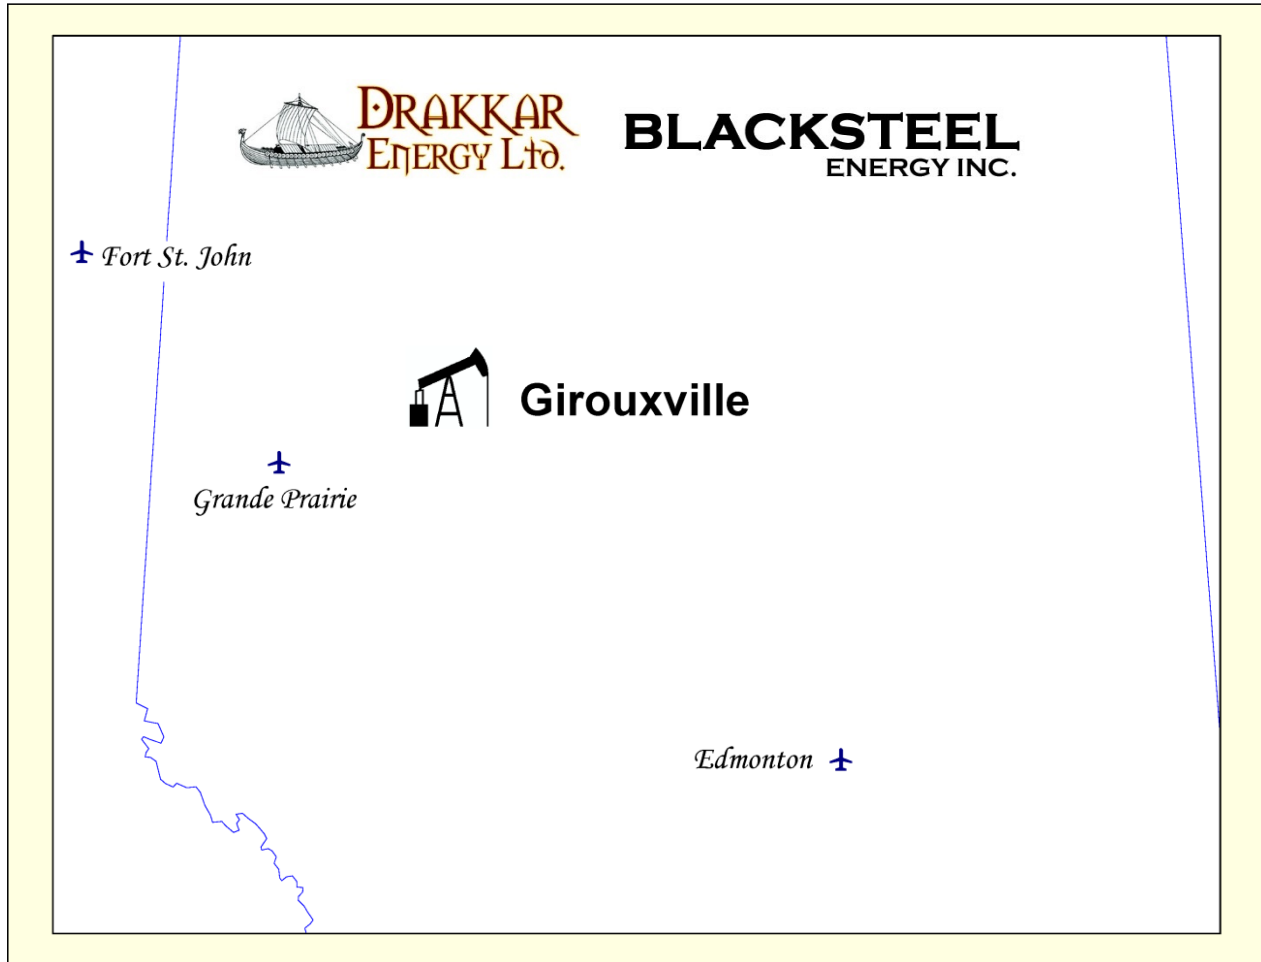 DRAKKAR
ENERGY LTD.
BLACKSTEEL
ENERGY INC.
Fort St. John
Girouxville
Grande Prairie
Edmonton